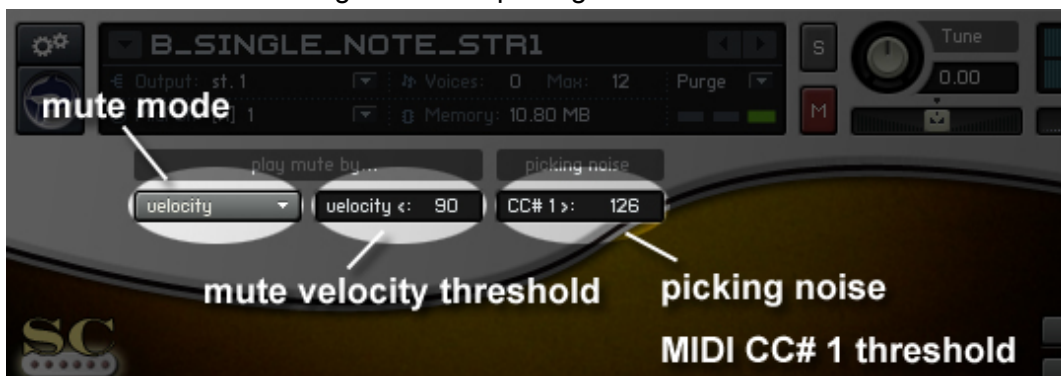 B_SINGLE_NOTE_STR1
S
Tune
Output: st. 1
Voices: 0 Max: 12
Purge
0.00
mute mode
1
Memory: 10.80 MB
M
play mute by...
picking noise
velocity
velocity <: 90
CC# 1 >: 126
mute velocity threshold
picking noise
MIDI CC# 1 threshold
SC